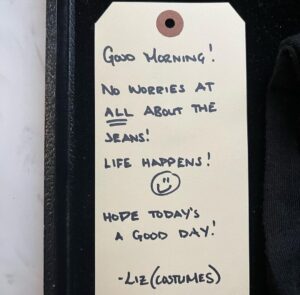 Good Morning!
No worries at
ALL about the
jeans!
Life happens!
Hope today's
a good day!
-Liz (costumes)